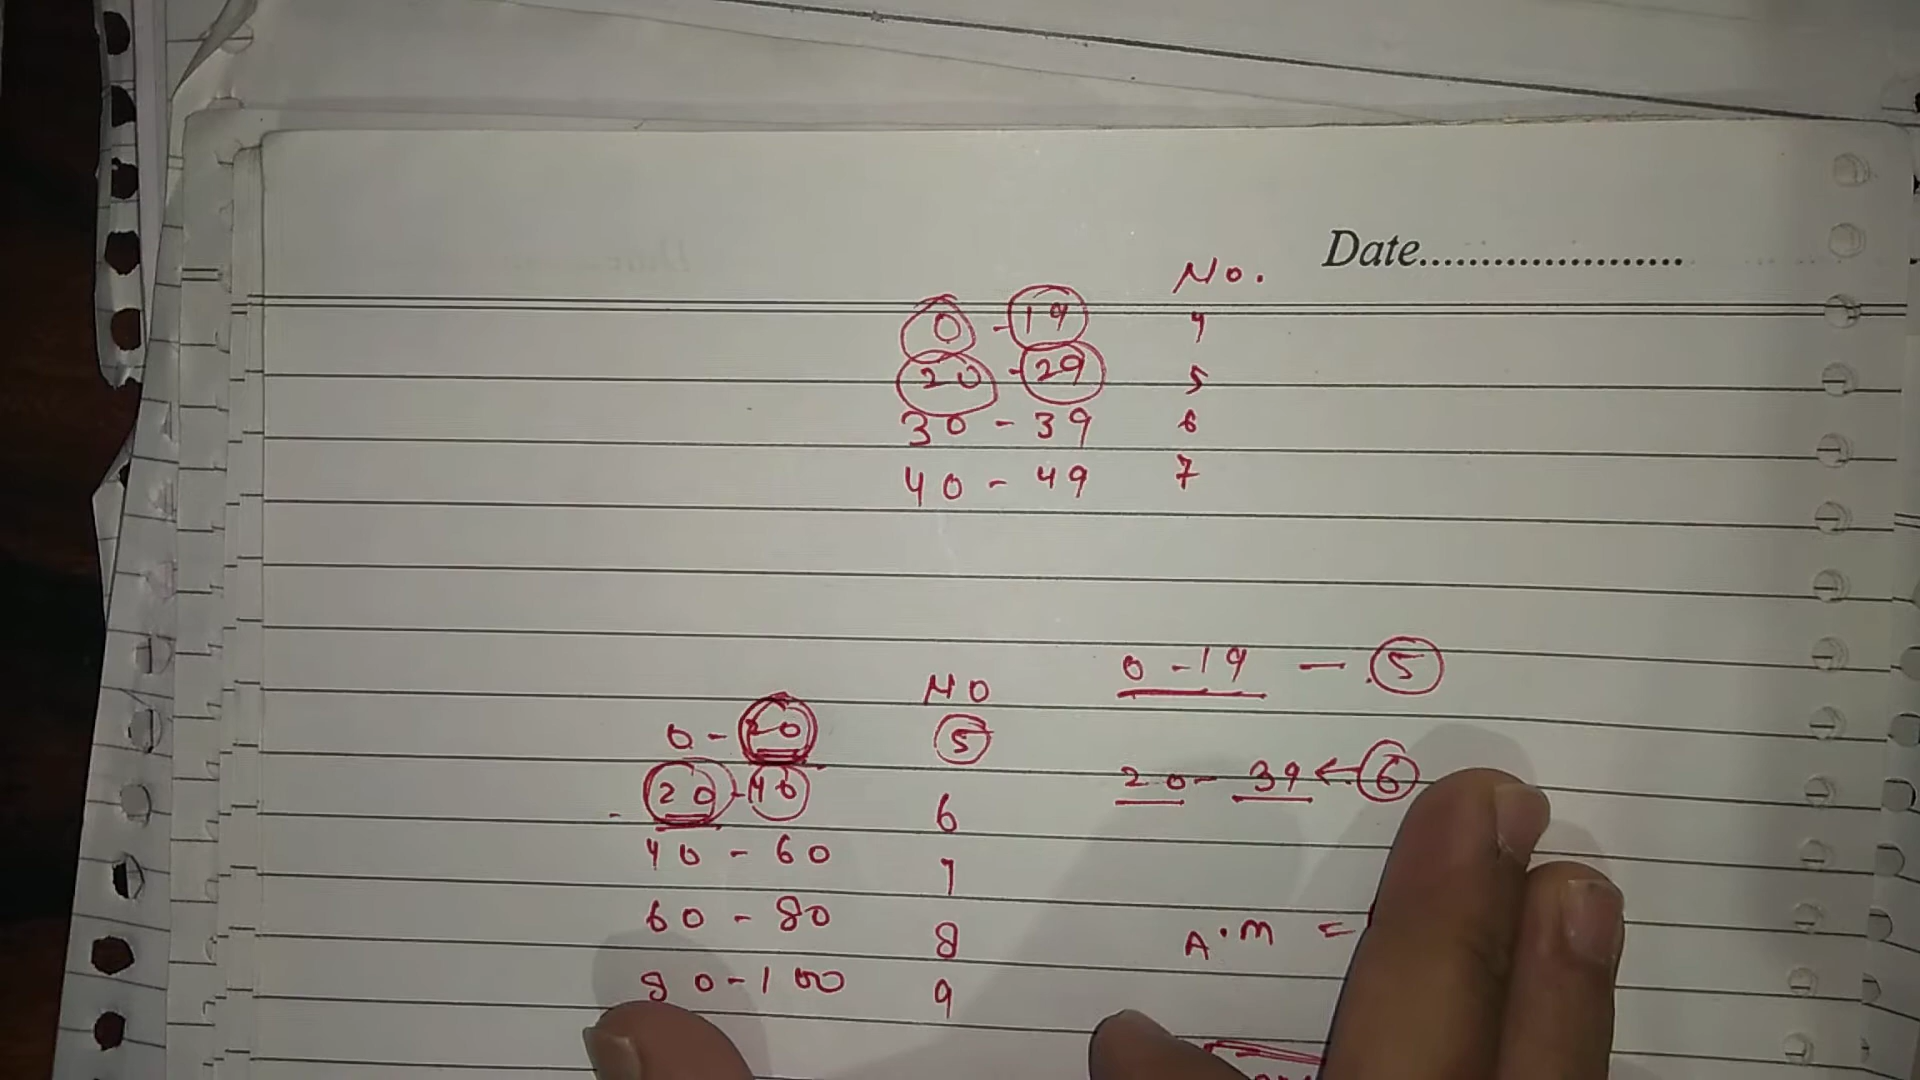 Date......................
No.
0 - 19 4
20 - 29 5
30 - 39 6
40 - 49 7
0 - 19 — 5
NO
0 - 20 5
20 - 39 ← 6
20 - 40 6
40 - 60 7
60 - 80 8
A.M =
80 - 100 9